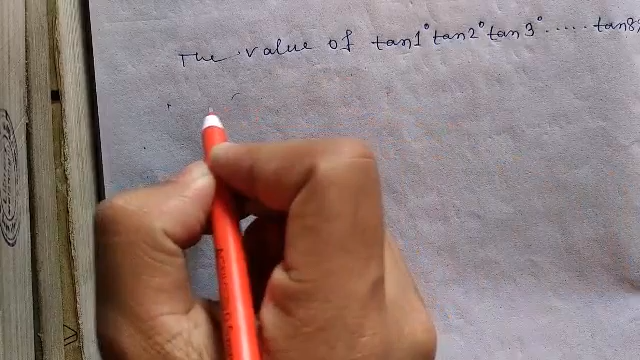 The value of tan1° tan2° tan3° ..... tan8